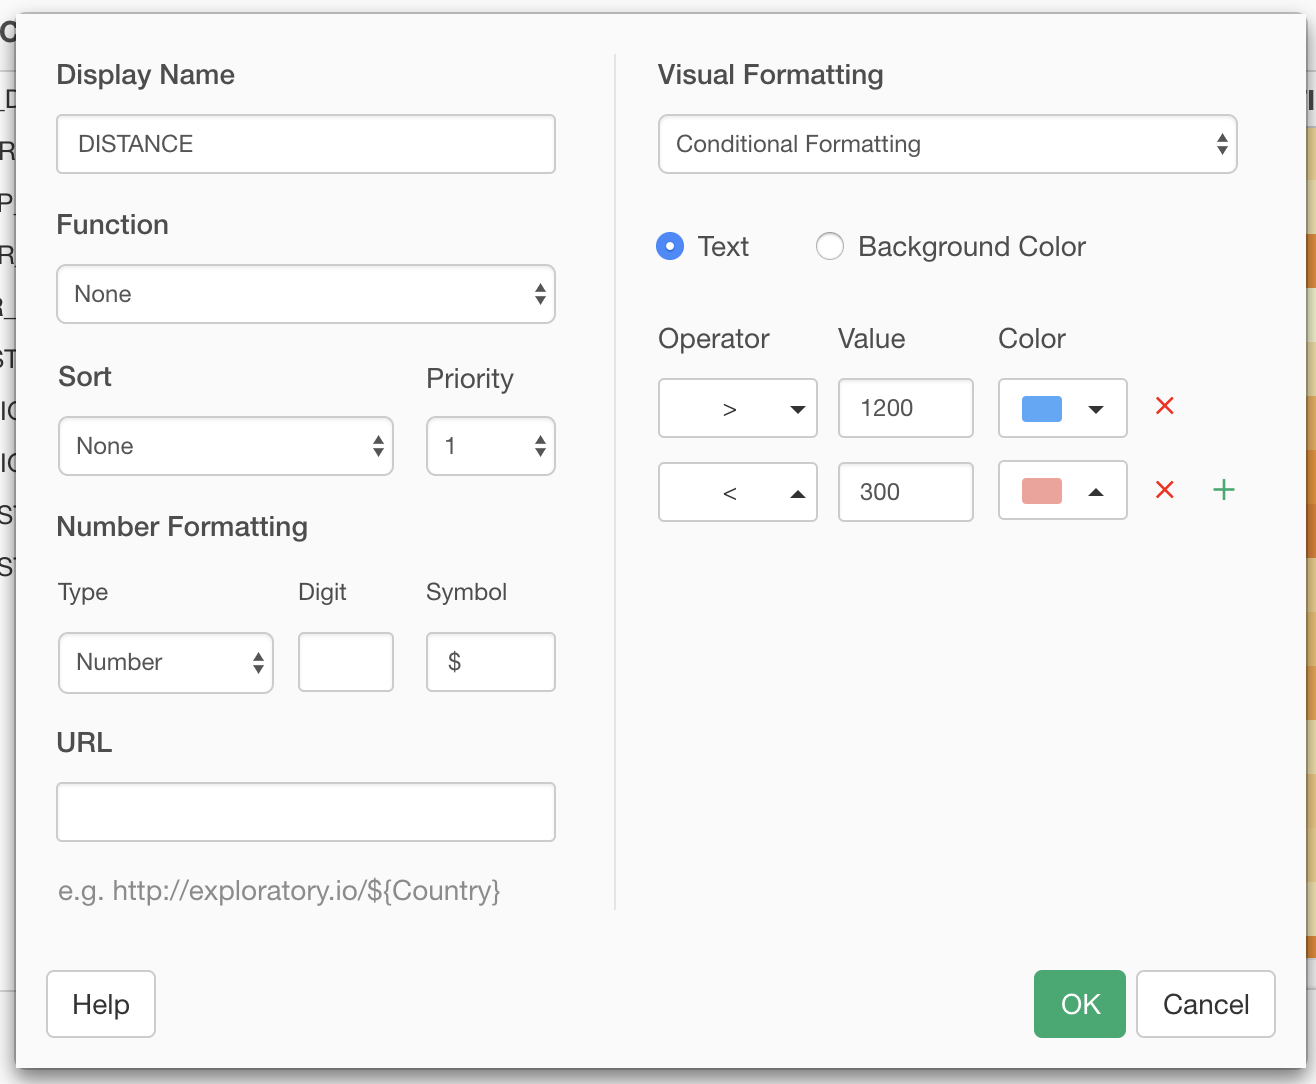 Display Name
DISTANCE
Function
None
Sort
Priority
None
1
Number Formatting
Type
Digit
Symbol
Number
$
URL
e.g. http://exploratory.io/${Country}
Visual Formatting
Conditional Formatting
Text
Background Color
Operator
Value
Color
>
1200
<
300
Help
OK
Cancel